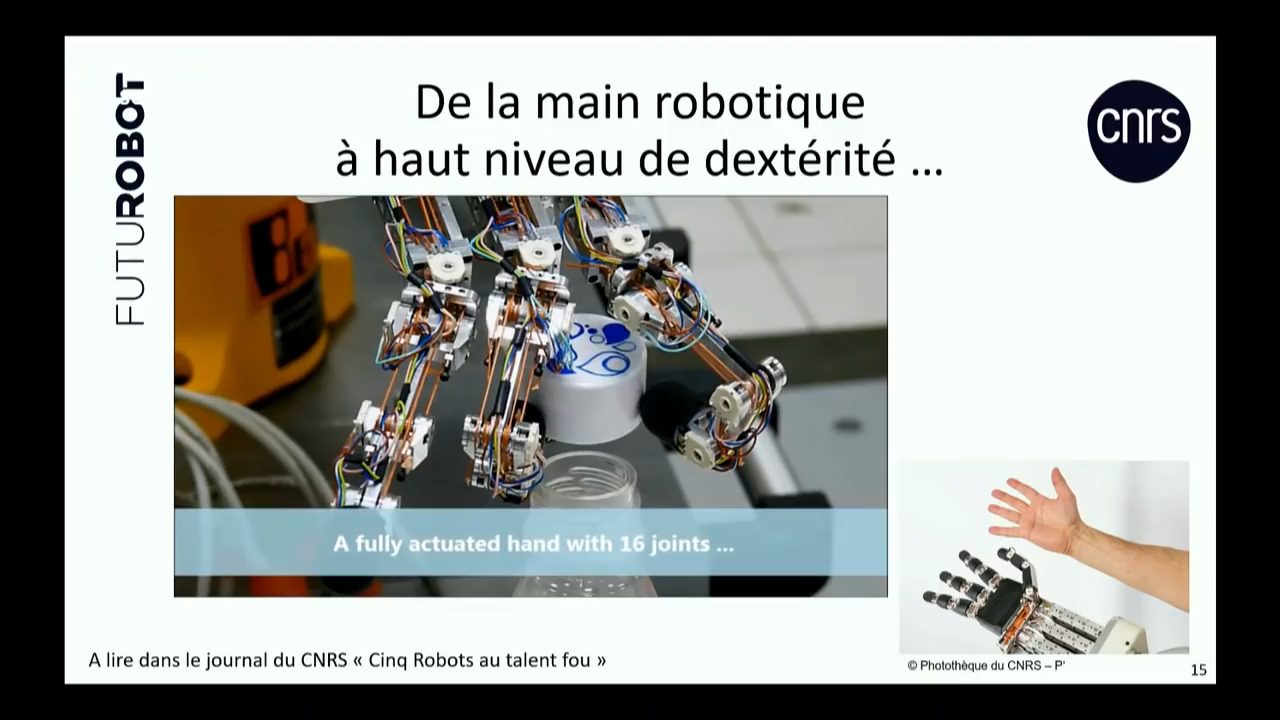 FUTUROBOT
De la main robotique
à haut niveau de dextérité ...
cnrs
A fully actuated hand with 16 joints ...
A lire dans le journal du CNRS « Cinq Robots au talent fou »
© Photothèque du CNRS – P'
15